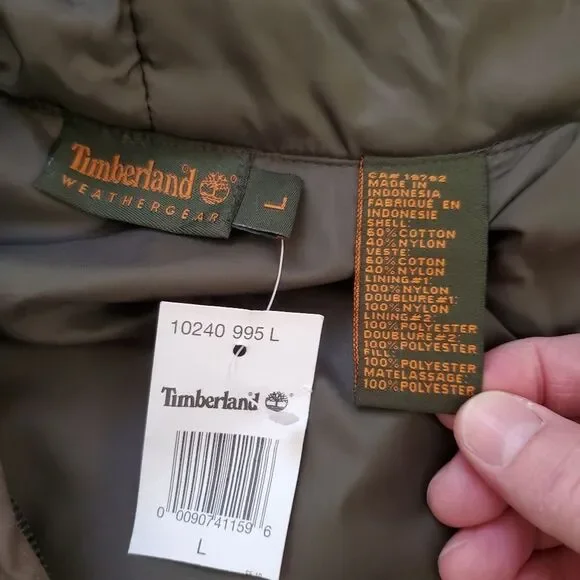 Timberland
WEATHERGEAR
L
CA# 16292
MADE IN
INDONESIA
FABRIQUÉ EN
INDONESIE
SHELL:
60% COTTON
40% NYLON
VESTE:
60% COTON
40% NYLON
LINING#1:
100% NYLON
DOUBLURE#1:
100% NYLON
LINING#2:
100% POLYESTER
DOUBLURE#2:
100% POLYESTER
FILL:
100% POLYESTER
MATELASSAGE:
100% POLYESTER
10240 995 L
Timberland
0 0090741159 6
L